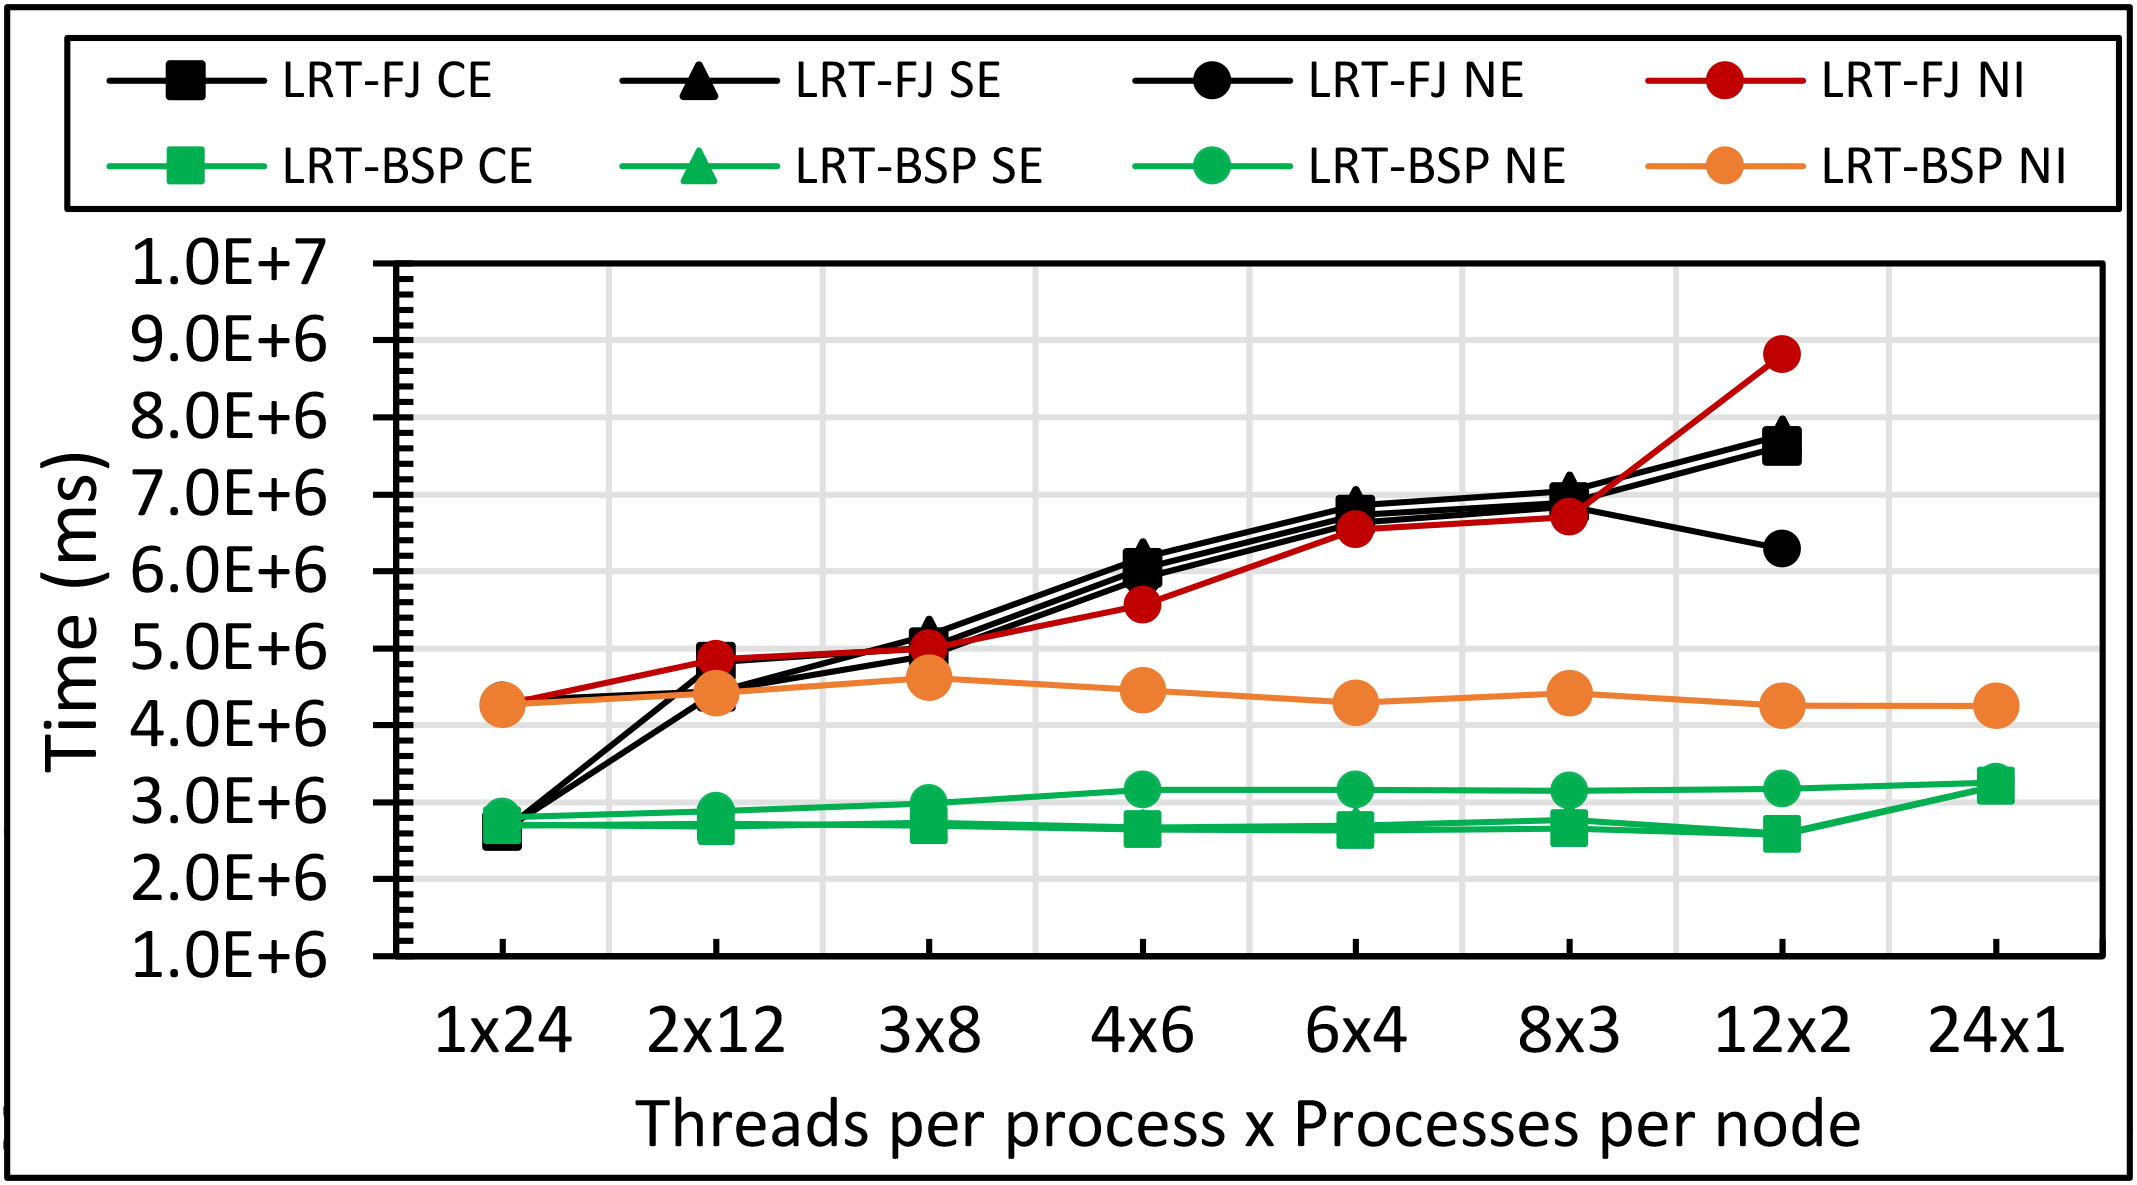 LRT-FJ CE LRT-FJ SE LRT-FJ NE LRT-FJ NI
LRT-BSP CE LRT-BSP SE LRT-BSP NE LRT-BSP NI
1.0E+7
9.0E+6
8.0E+6
7.0E+6
6.0E+6
5.0E+6
4.0E+6
3.0E+6
2.0E+6
1.0E+6
Time (ms)
1x24 2x12 3x8 4x6 6x4 8x3 12x2 24x1
Threads per process x Processes per node